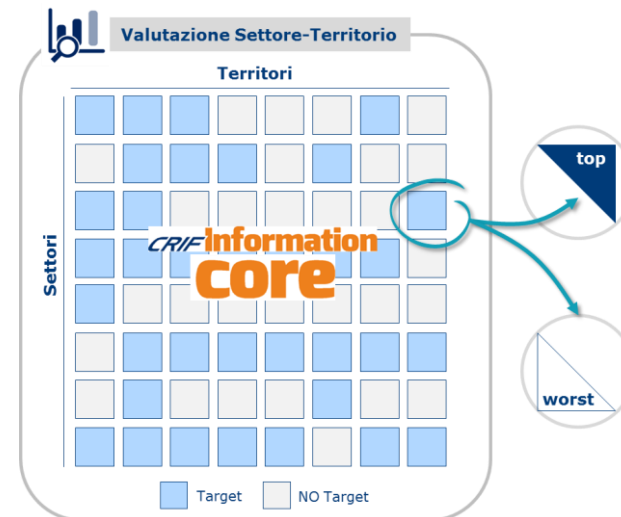 Valutazione Settore-Territorio
Territori
Settori
CRIF Information
core
top
worst
Target
NO Target